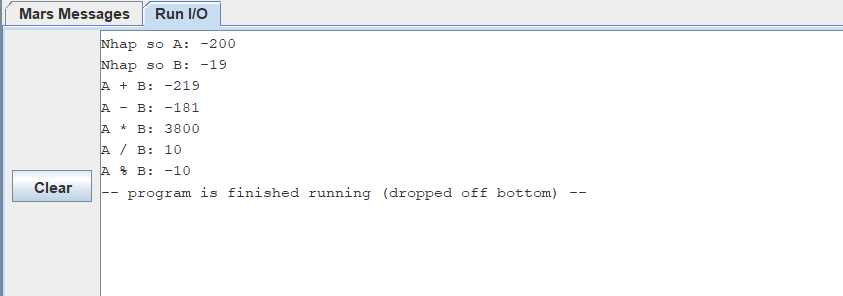 Mars Messages Run I/O
Nhap so A: -200
Nhap so B: -19
A + B: -219
A - B: -181
A * B: 3800
A / B: 10
A % B: -10
Clear
-- program is finished running (dropped off bottom) --